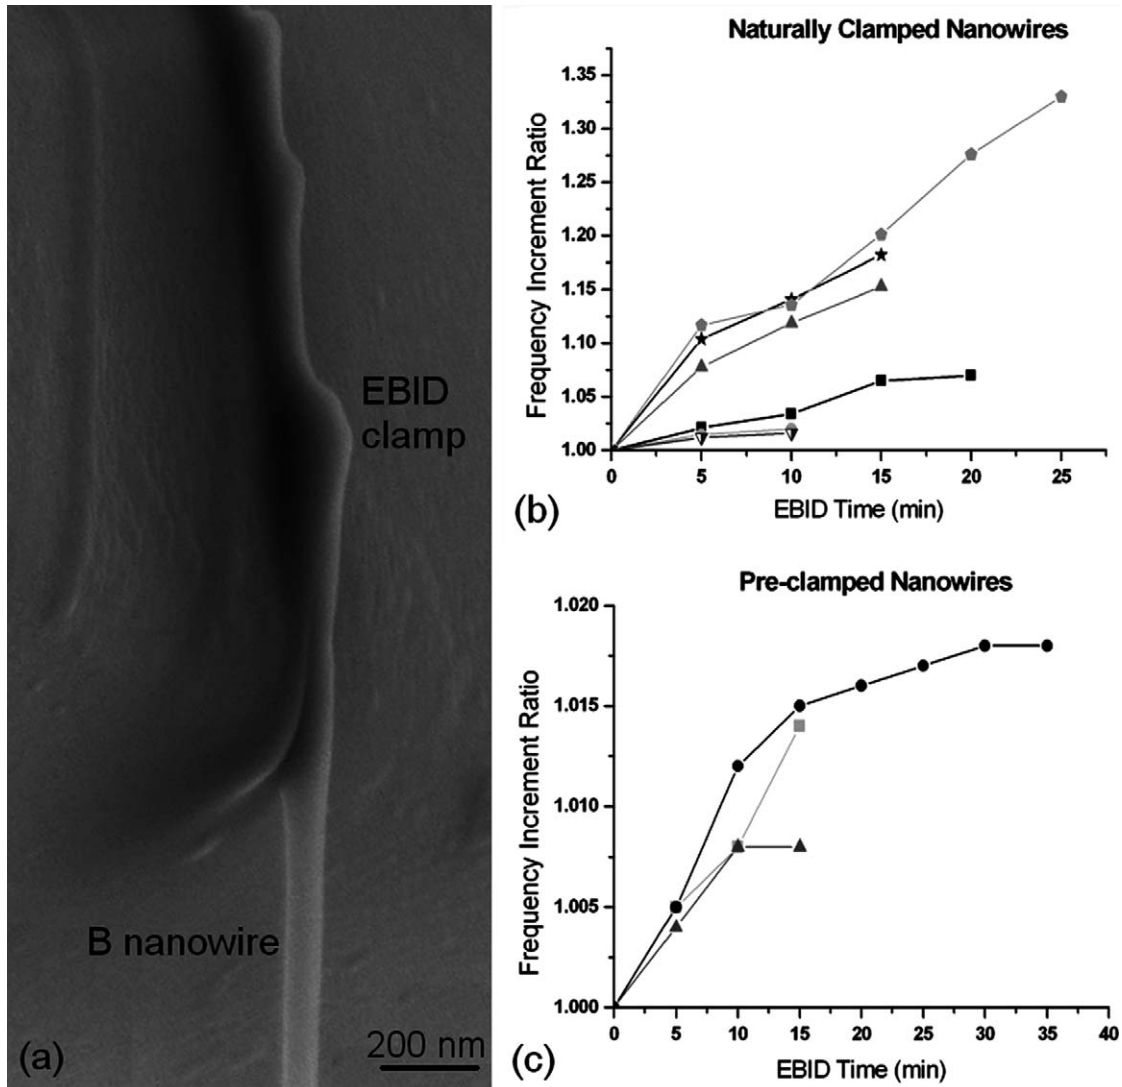 EBID
clamp
B nanowire
200 nm
(a)
Naturally Clamped Nanowires
Frequency Increment Ratio
1.35
1.30
1.25
1.20
1.15
1.10
1.05
1.00
0 5 10 15 20 25
EBID Time (min)
(b)
Pre-clamped Nanowires
Frequency Increment Ratio
1.020
1.015
1.010
1.005
1.000
0 5 10 15 20 25 30 35 40
EBID Time (min)
(c)